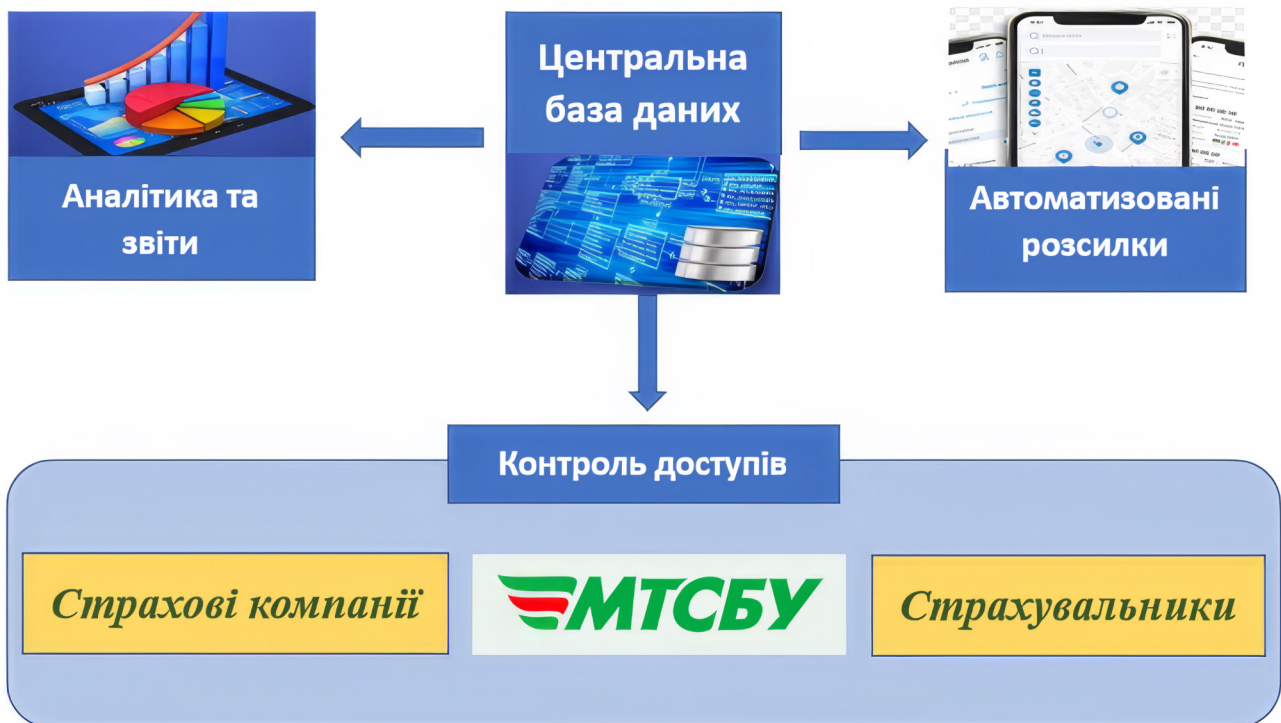 Центральна
база даних
Аналітика та
звіти
Автоматизовані
розсилки
Контроль доступів
Страхові компанії
МТСБУ
Страхувальники